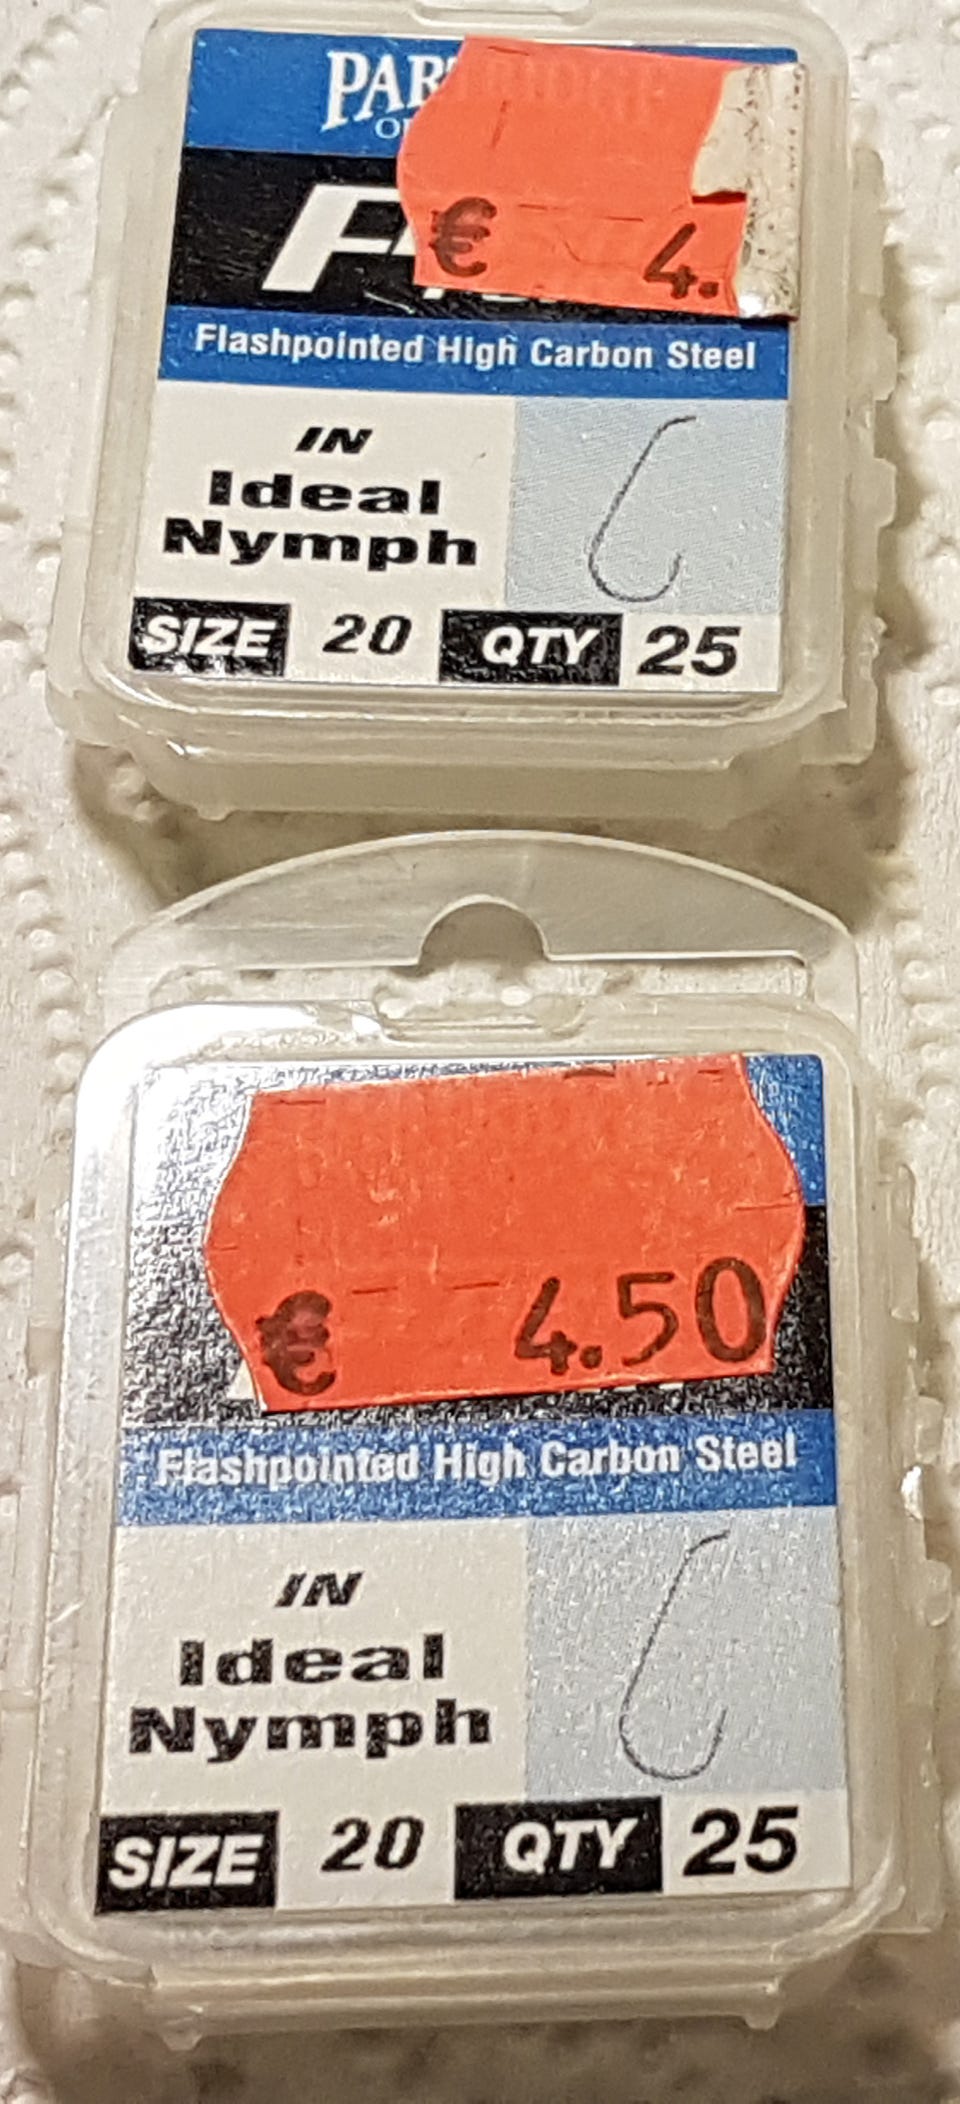 PAR
€ 4.
Flashpointed High Carbon Steel
IN
Ideal
Nymph
SIZE 20 QTY 25
€ 4.50
Flashpointed High Carbon Steel
IN
Ideal
Nymph
SIZE 20 QTY 25